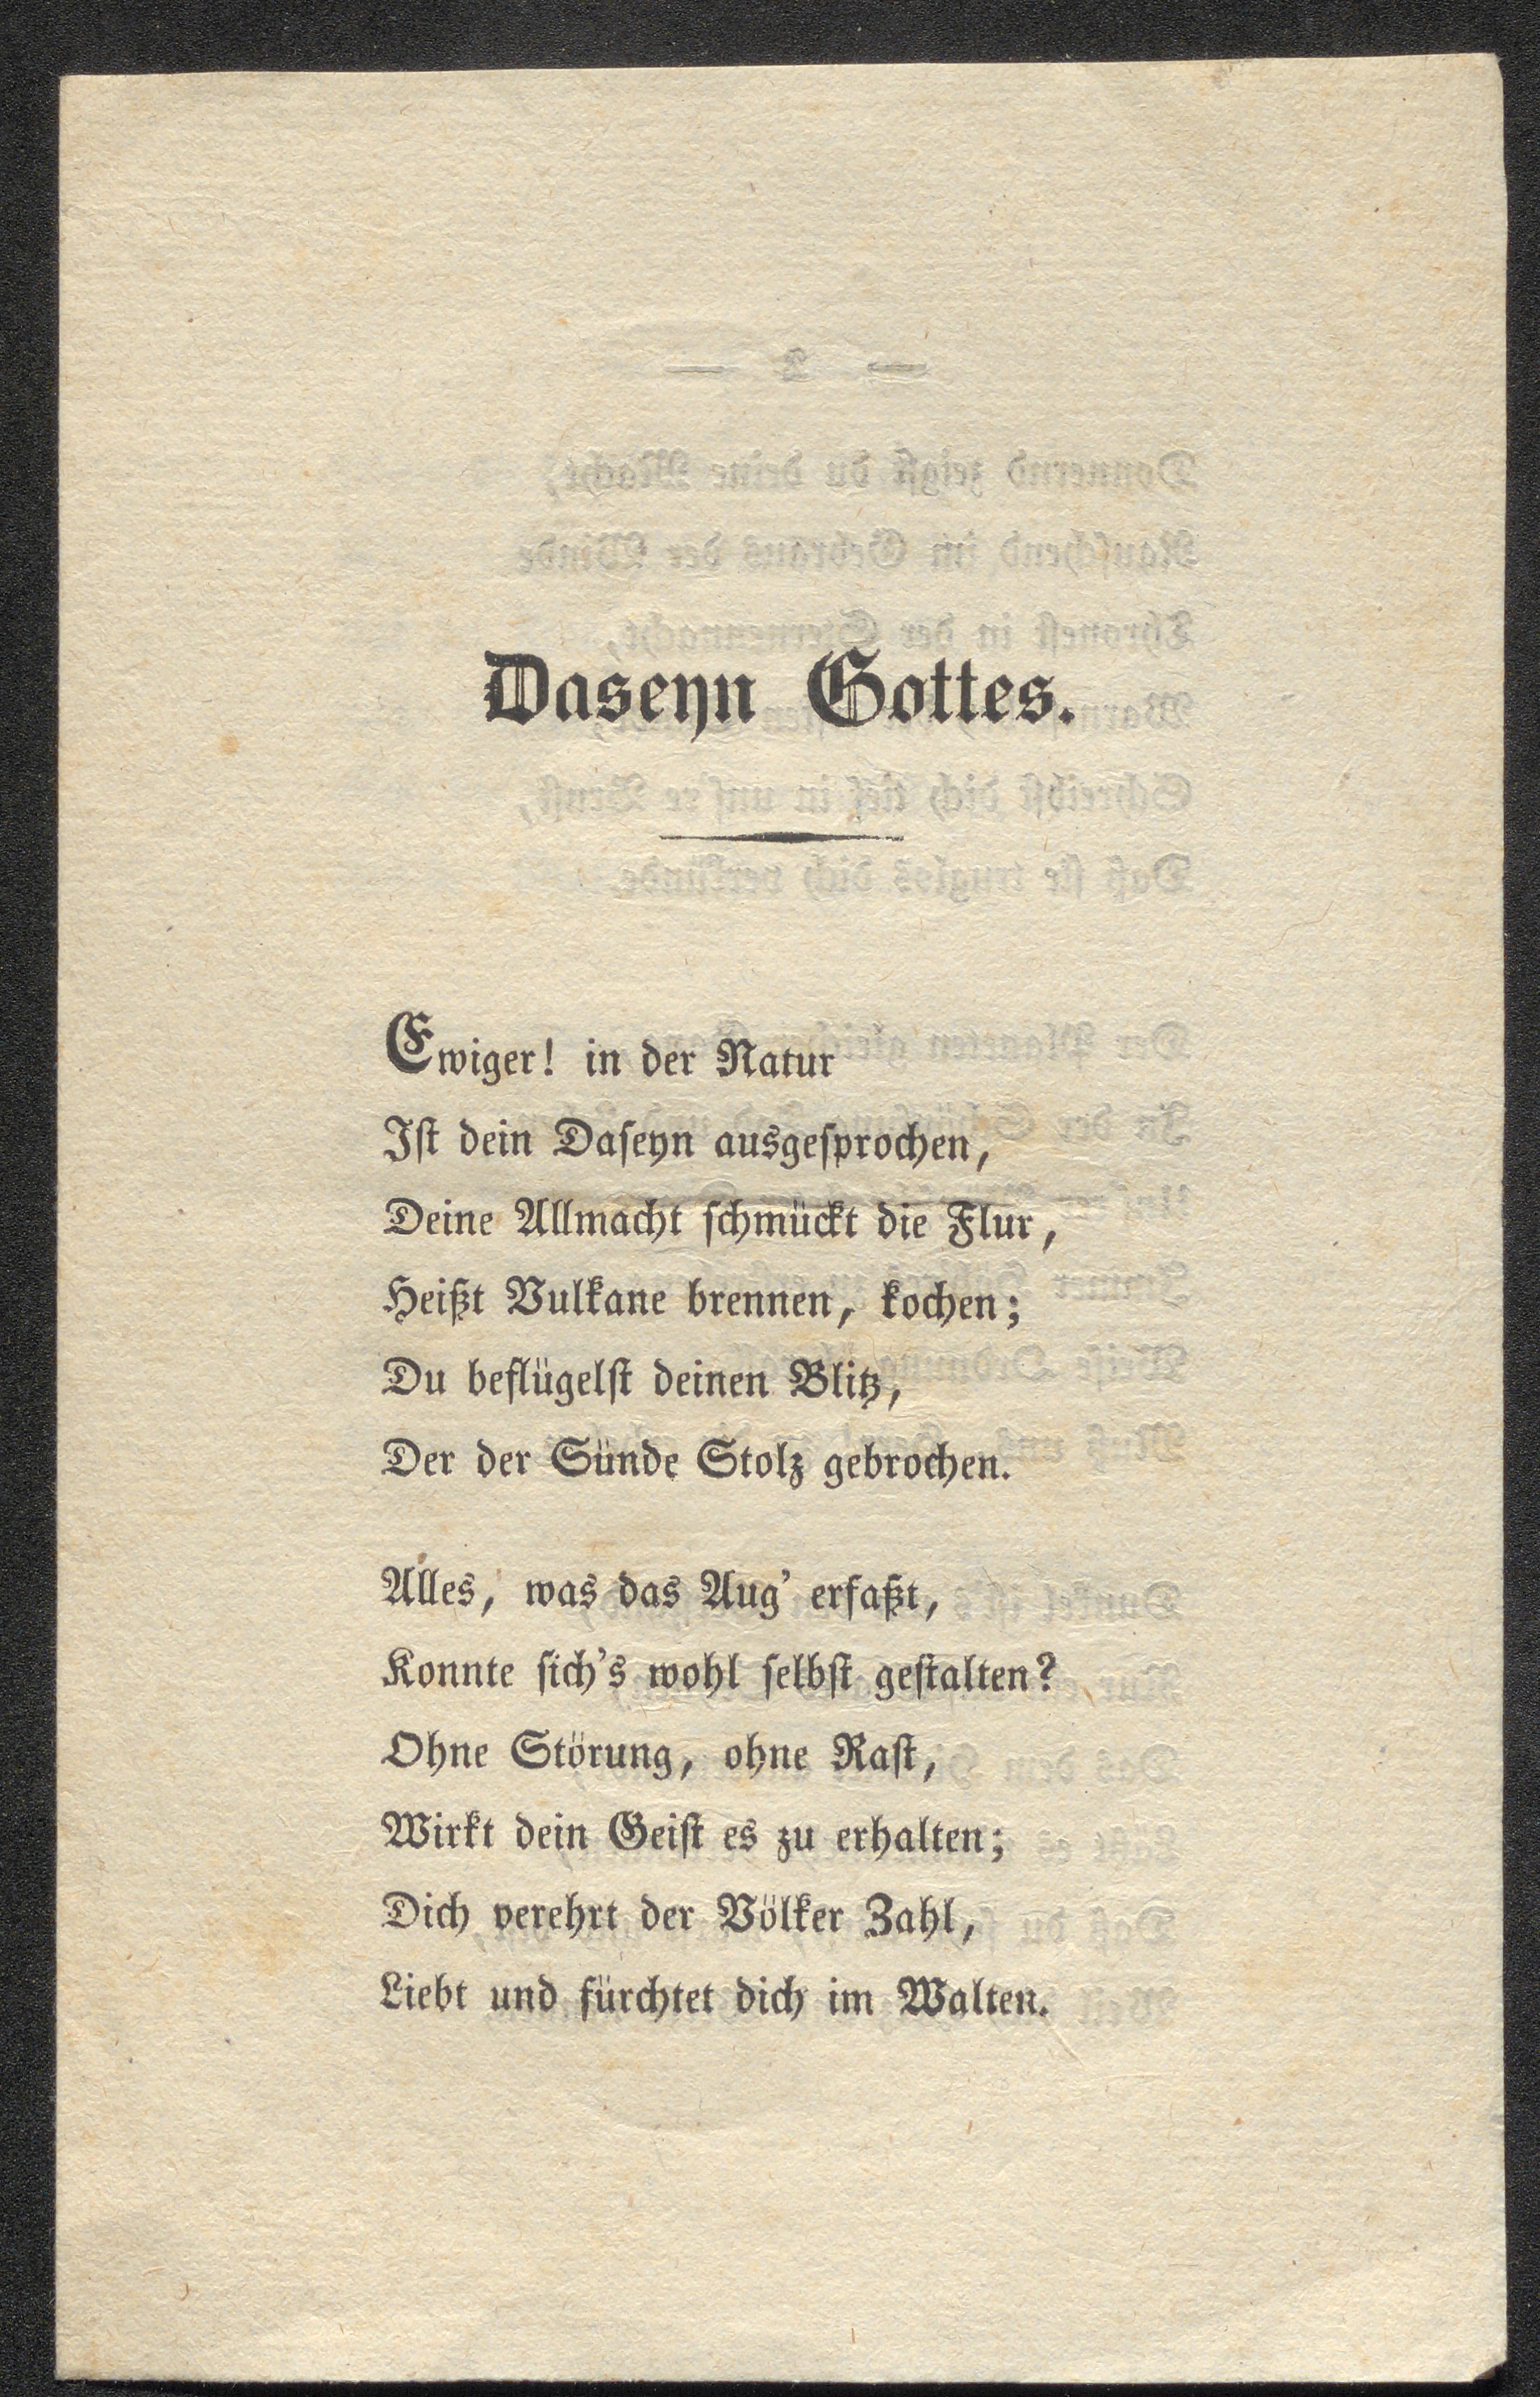 Daseyn Gottes.
Ewiger! in der Natur
Iſt dein Daſeyn ausgeſprochen,
Deine Allmacht ſchmückt die Flur,
Heißt Vulkane brennen, kochen;
Du beflügelſt deinen Blitz,
Der der Sünde Stolz gebrochen.
Alles, was das Aug' erfaßt,
Konnte ſich's wohl ſelbſt geſtalten?
Ohne Störung, ohne Raſt,
Wirkt dein Geiſt es zu erhalten;
Dich verehrt der Völker Zahl,
Liebt und fürchtet dich im Walten.